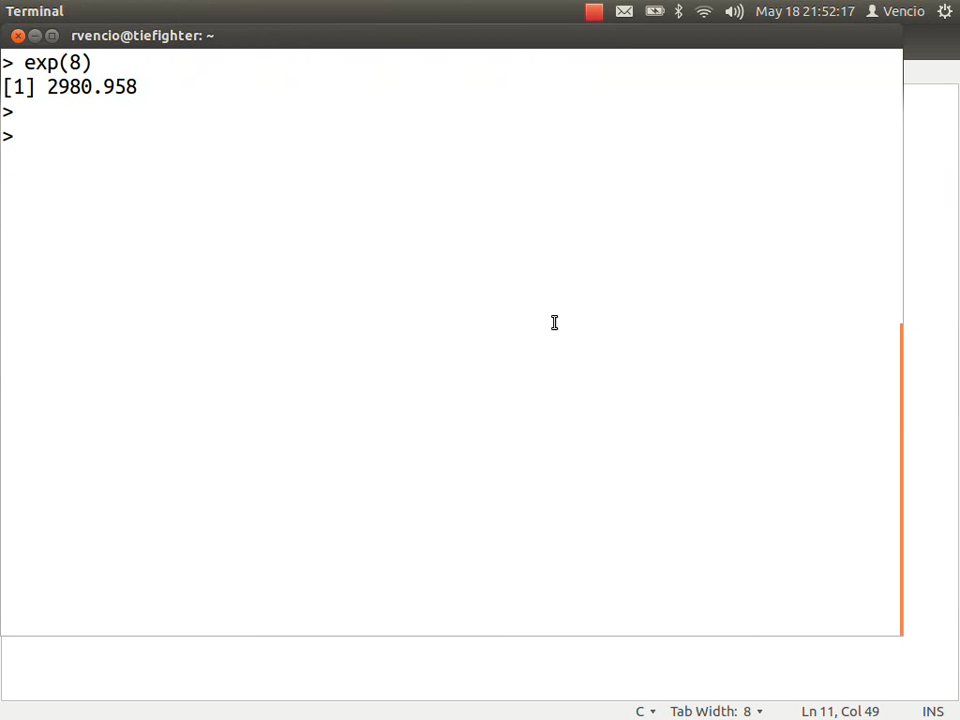 Terminal
May 18 21:52:17 Vencio
rvencio@tiefighter: ~
> exp(8)
[1] 2980.958
>
>
C Tab Width: 8 Ln 11, Col 49 INS